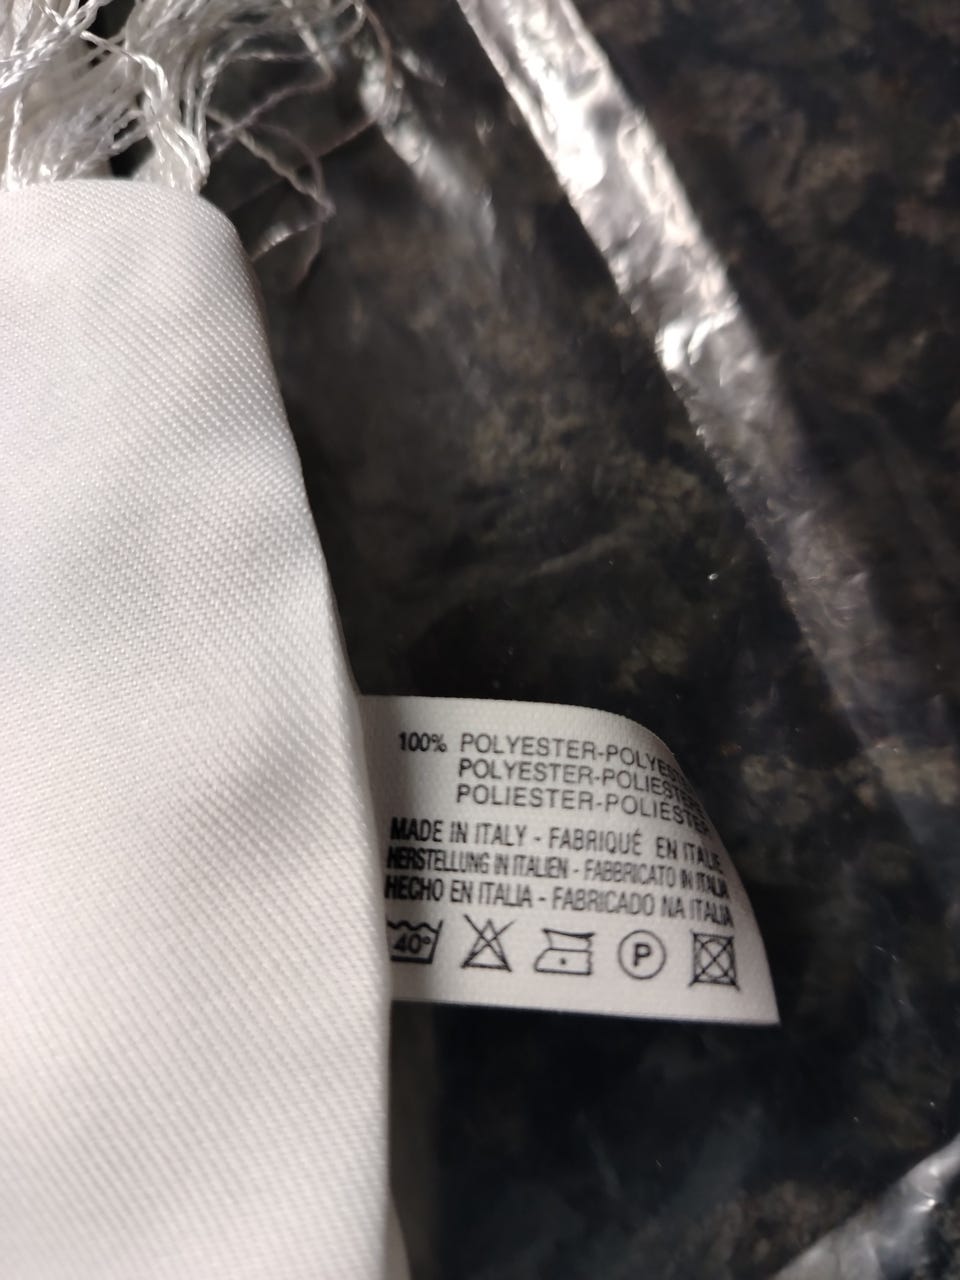 100% POLYESTER-POLYESTER
POLYESTER-POLIESTERE
POLIESTER-POLIESTER
MADE IN ITALY - FABRIQUÉ EN ITALIE
HERSTELLUNG IN ITALIEN - FABBRICATO IN ITALIA
HECHO EN ITALIA - FABRICADO NA ITALIA
40°
P